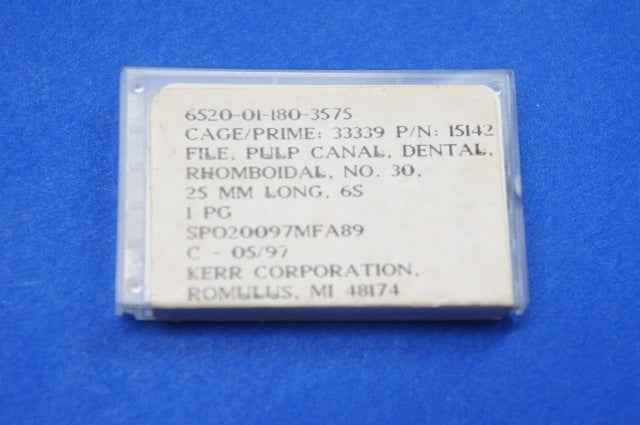 6520-01-180-3575
CAGE/PRIME: 33339 P/N: 15142
FILE, PULP CANAL, DENTAL,
RHOMBOIDAL, NO. 30,
25 MM LONG, 6S
1 PG
SPO20097MFA89
C - 05/97
KERR CORPORATION,
ROMULUS, MI 48174